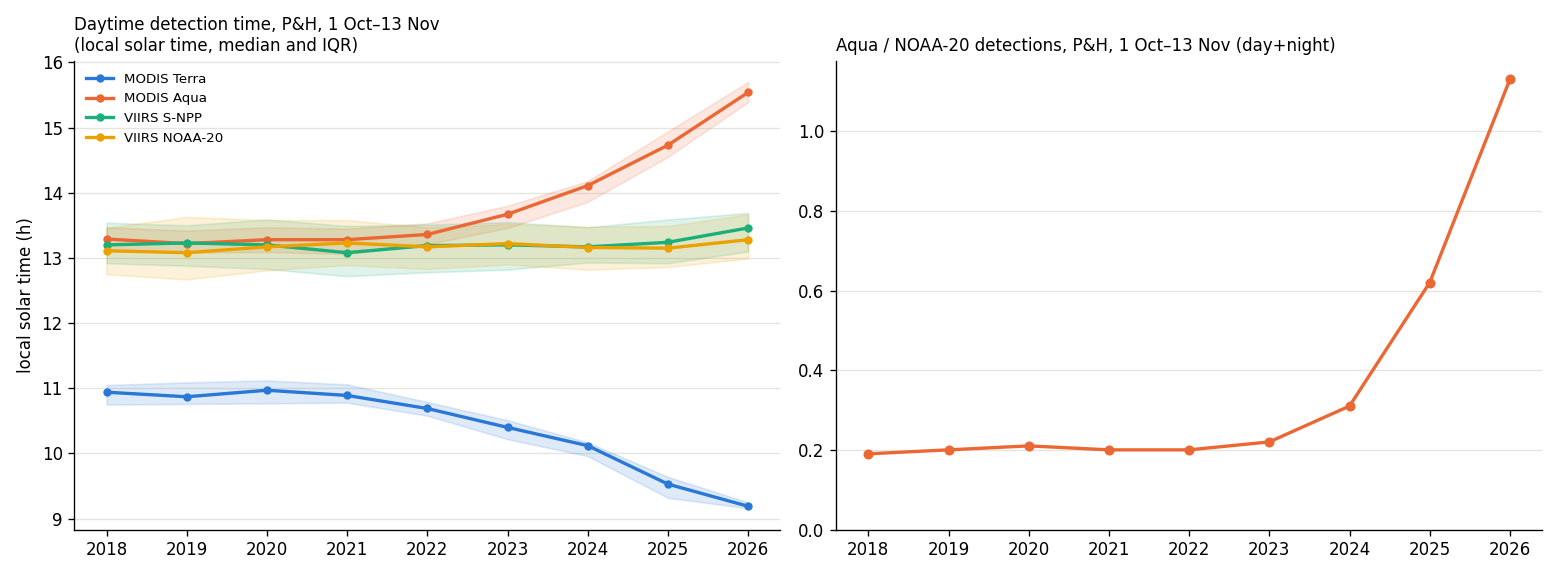 Daytime detection time, P&H, 1 Oct–13 Nov
(local solar time, median and IQR)
16
15
14
13
12
11
10
9
local solar time (h)
MODIS Terra
MODIS Aqua
VIIRS S-NPP
VIIRS NOAA-20
2018 2019 2020 2021 2022 2023 2024 2025 2026
Aqua / NOAA-20 detections, P&H, 1 Oct–13 Nov (day+night)
1.0
0.8
0.6
0.4
0.2
0.0
2018 2019 2020 2021 2022 2023 2024 2025 2026